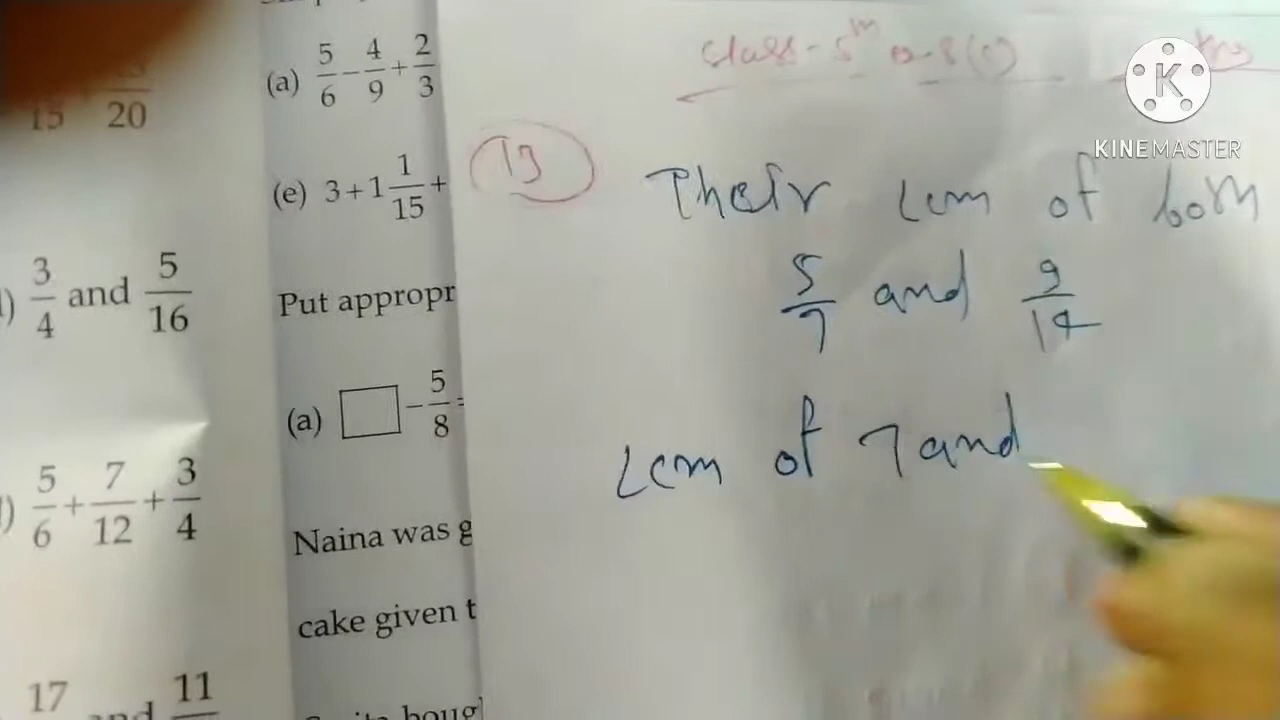 15 20
(a) 5/6 − 4/9 + 2/3
(e) 3 + 1 1/15 +
3/4 and 5/16
Put appropr
(a) □ − 5/8 =
5/6 + 7/12 + 3/4
Naina was g
cake given t
17 and 11
boug
KINEMASTER
Class - 5th
13
Their Lcm of both
5/7 and 9/14
Lcm of 7 and